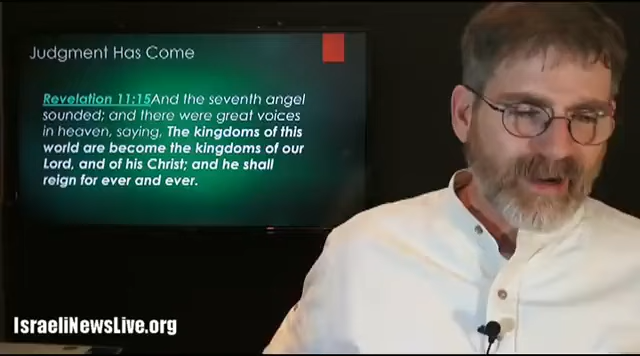 Judgment Has Come
Revelation 11:15And the seventh angel
sounded; and there were great voices
in heaven, saying, The kingdoms of this
world are become the kingdoms of our
Lord, and of his Christ; and he shall
reign for ever and ever.
IsraeliNewsLive.org